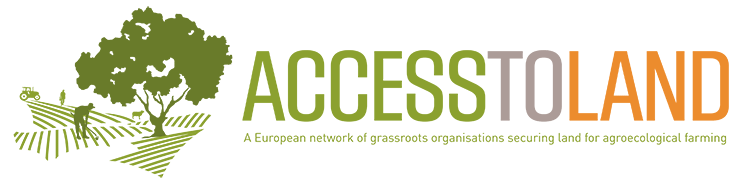 ACCESSTOLAND
A European network of grassroots organisations securing land for agroecological farming